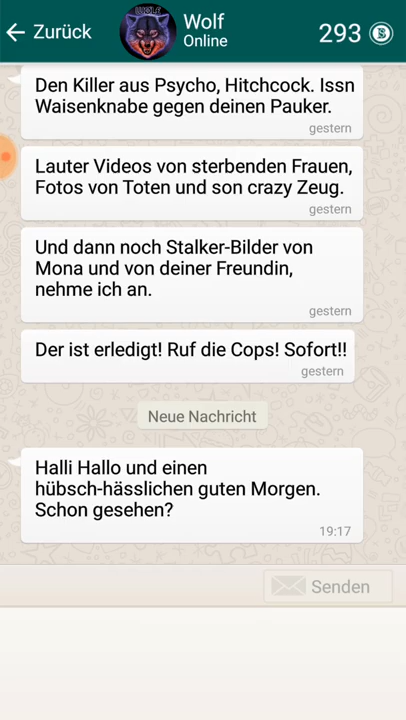 Zurück
Wolf
Online
293
Den Killer aus Psycho, Hitchcock. Issn
Waisenknabe gegen deinen Pauker.
gestern
Lauter Videos von sterbenden Frauen,
Fotos von Toten und son crazy Zeug.
gestern
Und dann noch Stalker-Bilder von
Mona und von deiner Freundin,
nehme ich an.
gestern
Der ist erledigt! Ruf die Cops! Sofort!!
gestern
Neue Nachricht
Halli Hallo und einen
hübsch-hässlichen guten Morgen.
Schon gesehen?
19:17
Senden